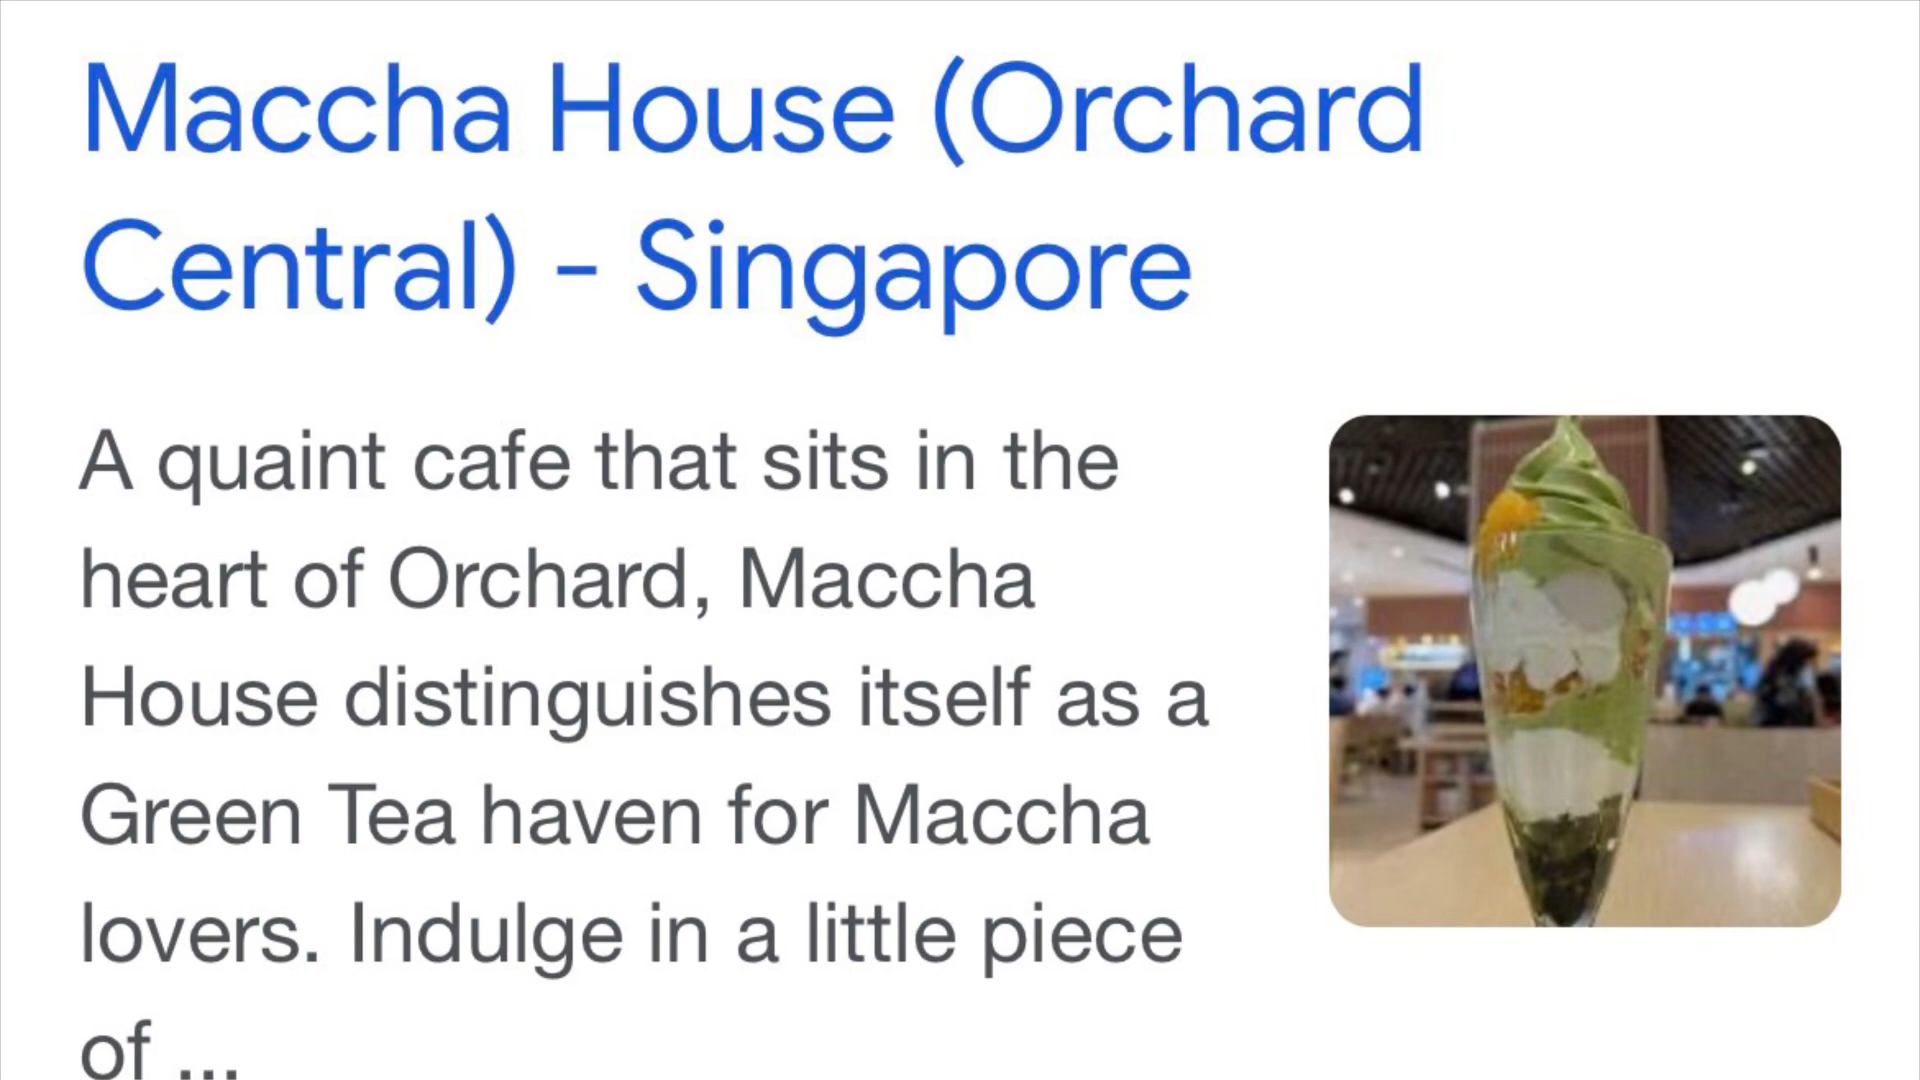 Maccha House (Orchard
Central) - Singapore
A quaint cafe that sits in the
heart of Orchard, Maccha
House distinguishes itself as a
Green Tea haven for Maccha
lovers. Indulge in a little piece
of ...